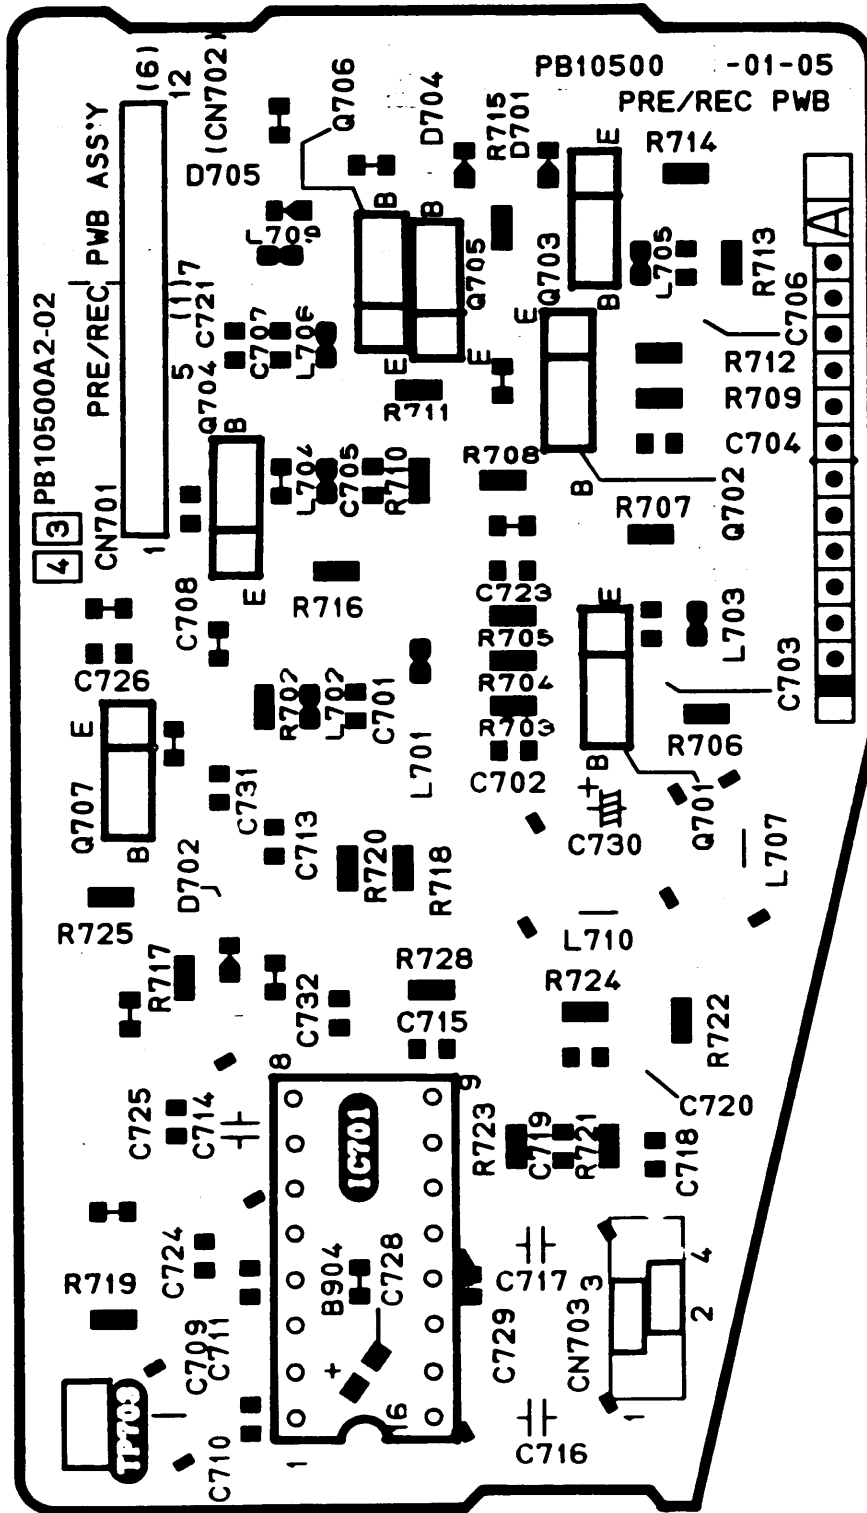 PB10500 -01-05
PRE/REC PWB
(6)
12
(CN702)
Q706
D704
R715
D701
E
R714
PRE/REC PWB ASS'Y
D705
B
B
A
L709
Q705
Q703
L705
R713
(1)7
C721
C707
L706
B
E
C706
PB10500A2-02
5
Q704
E
E
R712
B
R711
R709
R708
C704
L704
C705
R710
B
Q702
R707
4 3
CN701
1
E
C708
R716
C723
E
L703
R705
C726
R702
L702
C701
R704
C703
E
R703
R706
L701
C702
B
Q707
C731
+
Q701
B
C713
C730
L707
D702
R720
R718
R725
L710
R717
R728
R724
C732
C715
R722
8
9
C720
C725
C714
IC701
R723
C719
R721
C718
C724
B904
C728
C717
4
R719
3
2
C709
C711
+
C729
CN703
TP703
16
1
C710
1
C716